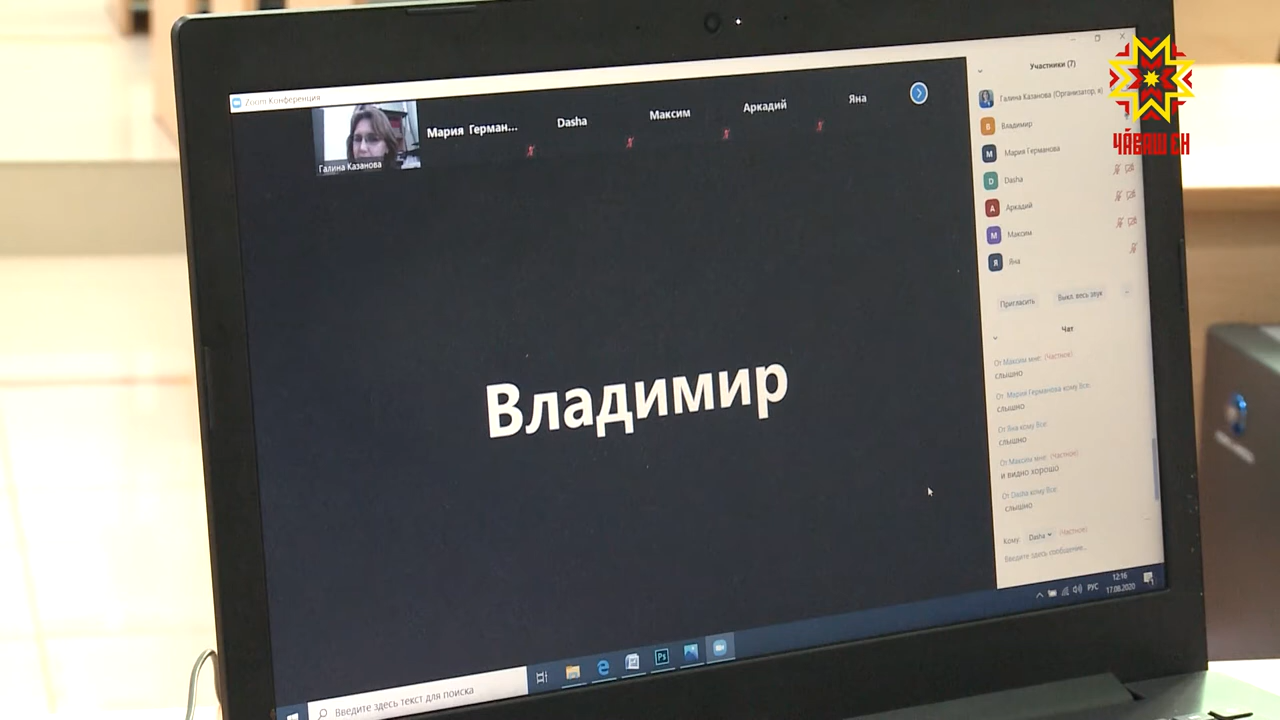 Zoom Конференция
Галина Казанова
Мария Герман...
Dasha
Максим
Аркадий
Яна
Владимир
Участники (7)
Галина Казанова (Организатор, я)
В Владимир
М Мария Германова
D Dasha
А Аркадий
М Максим
Я Яна
Пригласить
Выкл. весь звук
...
Чат
От Максим мне: (Частное)
слышно
От Мария Германова кому Все:
слышно
От Яна кому Все:
слышно
От Максим мне: (Частное)
и видно хорошо
От Dasha кому Все:
слышно
Кому: Dasha (Частное)
Введите здесь сообщение...
Введите здесь текст для поиска
Ps
РУС
12:16
17.08.2020
ЧӐВАШ ЕН